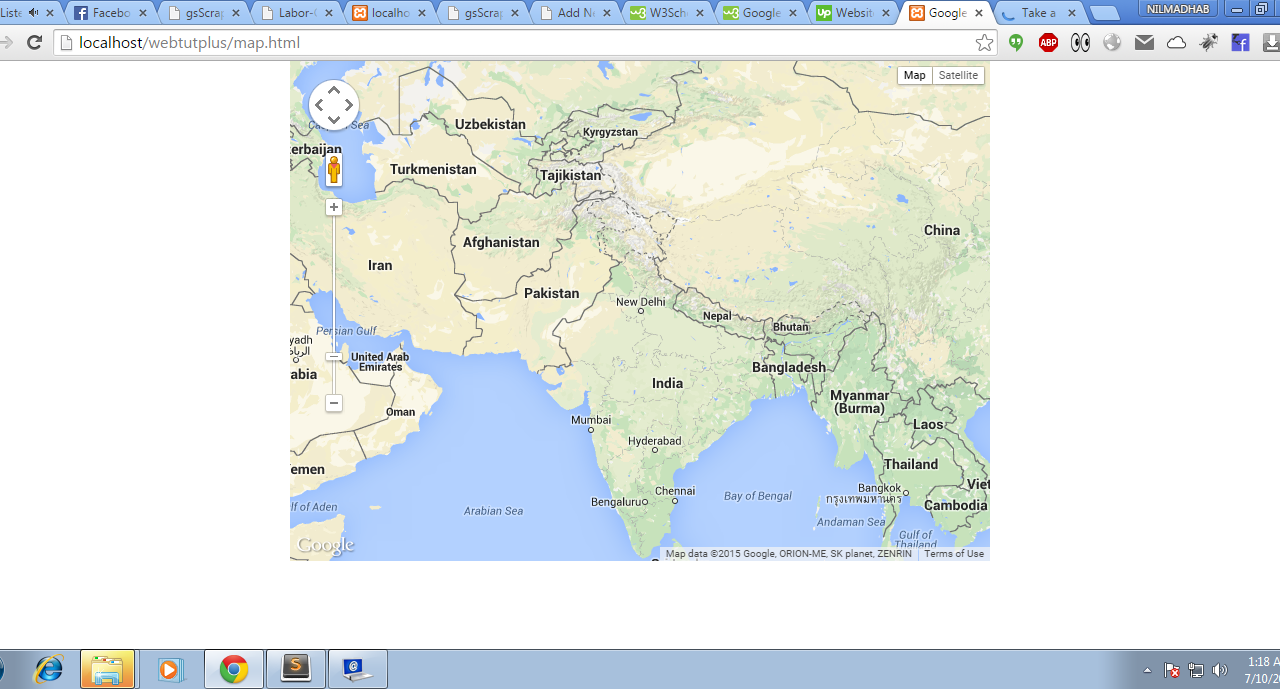 Liste
Facebo
gsScrap
Labor-
localho
gsScrap
Add Ne
W3Sch
Google
Website
Google
Take a
NILMADHAB
localhost/webtutplus/map.html
ABP
Map
Satellite
Uzbekistan
Kyrgyzstan
erbaijan
Turkmenistan
Tajikistan
China
Afghanistan
Iran
Pakistan
New Delhi
Nepal
Bhutan
Persian Gulf
yadh
United Arab
Emirates
abia
Bangladesh
India
Myanmar
(Burma)
Oman
Mumbai
Laos
Hyderabad
Thailand
emen
Viet
Bangkok
กรุงเทพมหานคร
Chennai
Bengaluru
Bay of Bengal
Cambodia
lf of Aden
Arabian Sea
Andaman Sea
Gulf of
Thailand
Google
Map data ©2015 Google, ORION-ME, SK planet, ZENRIN
Terms of Use
1:18 A
7/10/2